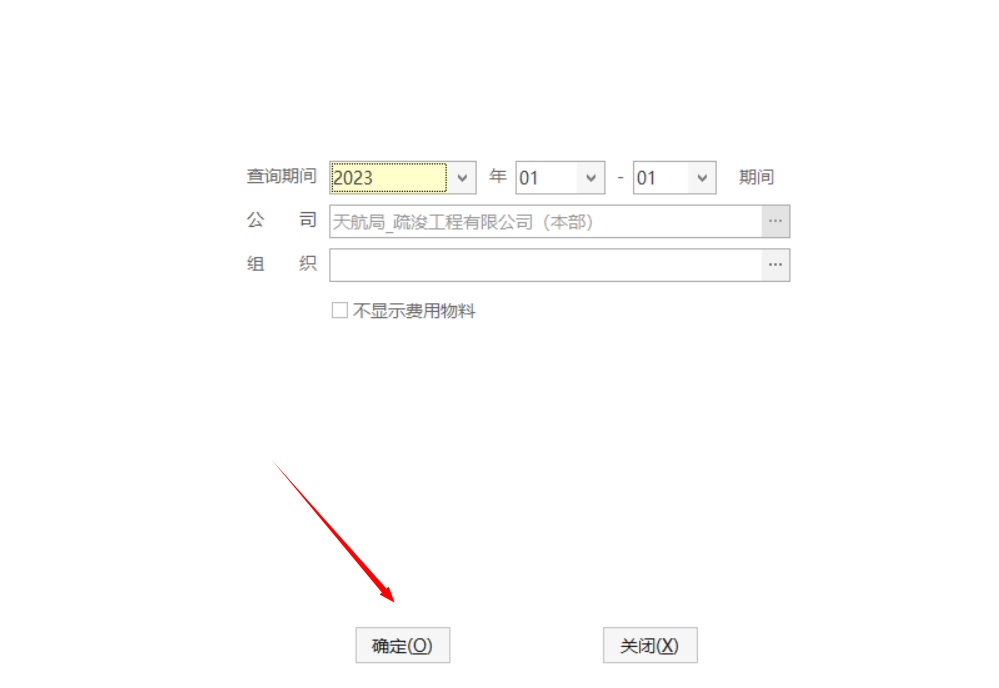 查询期间 2023 年 01 - 01 期间
公 司 天航局_疏浚工程有限公司（本部） ...
组 织 ...
不显示费用物料
确定(O) 关闭(X)